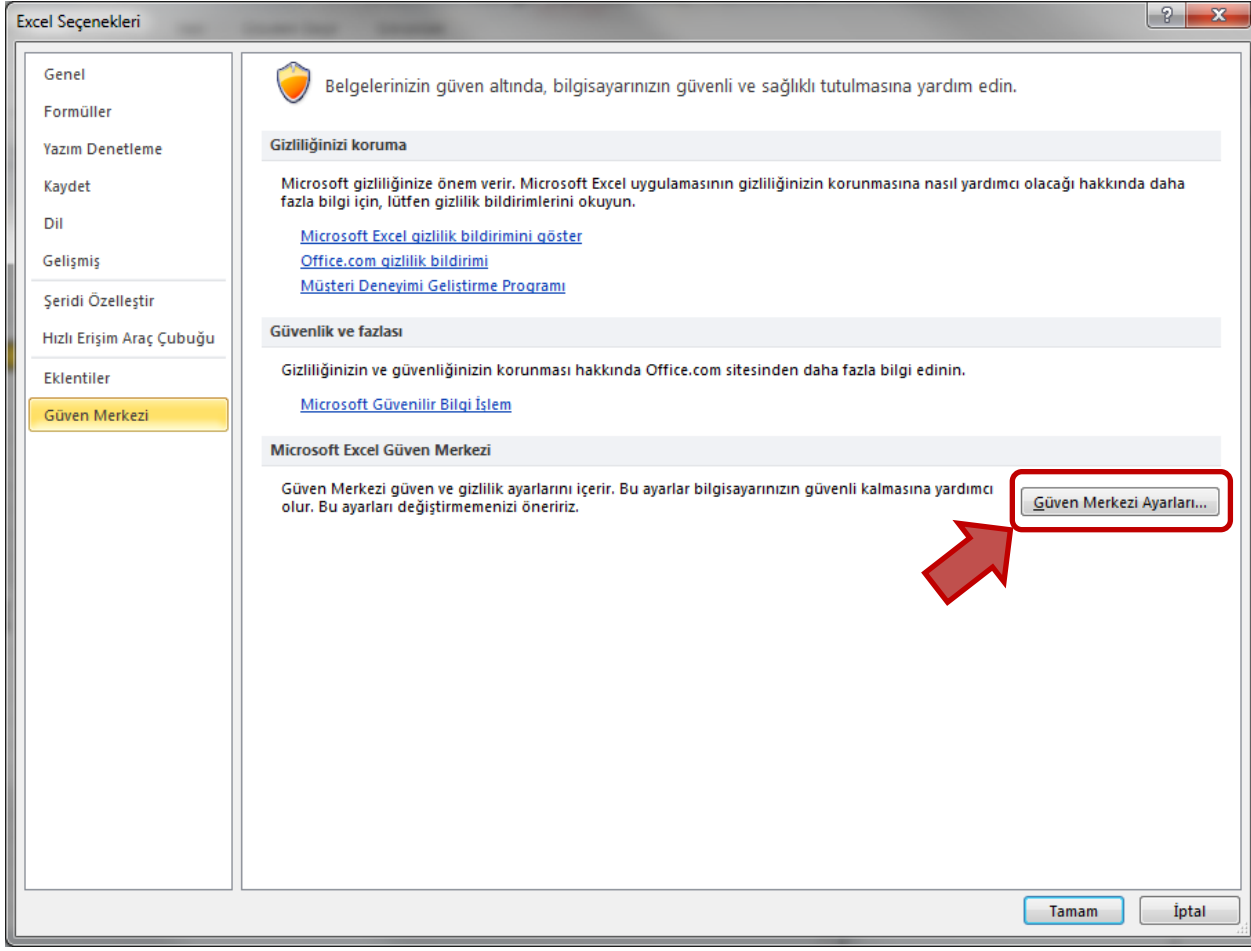 Excel Seçenekleri
Genel
Formüller
Yazım Denetleme
Kaydet
Dil
Gelişmiş
Şeridi Özelleştir
Hızlı Erişim Araç Çubuğu
Eklentiler
Güven Merkezi
Belgelerinizin güven altında, bilgisayarınızın güvenli ve sağlıklı tutulmasına yardım edin.
Gizliliğinizi koruma
Microsoft gizliliğinize önem verir. Microsoft Excel uygulamasının gizliliğinizin korunmasına nasıl yardımcı olacağı hakkında daha
fazla bilgi için, lütfen gizlilik bildirimlerini okuyun.
Microsoft Excel gizlilik bildirimini göster
Office.com gizlilik bildirimi
Müşteri Deneyimi Geliştirme Programı
Güvenlik ve fazlası
Gizliliğinizin ve güvenliğinizin korunması hakkında Office.com sitesinden daha fazla bilgi edinin.
Microsoft Güvenilir Bilgi İşlem
Microsoft Excel Güven Merkezi
Güven Merkezi güven ve gizlilik ayarlarını içerir. Bu ayarlar bilgisayarınızın güvenli kalmasına yardımcı
olur. Bu ayarları değiştirmemenizi öneririz.
Güven Merkezi Ayarları...
Tamam
İptal